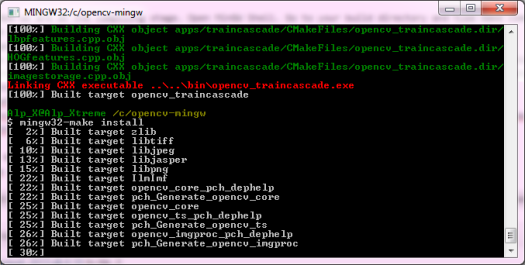 MINGW32:/c/opencv-mingw
[100%] Building CXX object apps/traincascade/CMakeFiles/opencv_traincascade.dir/
lbpfeatures.cpp.obj
[100%] Building CXX object apps/traincascade/CMakeFiles/opencv_traincascade.dir/
HOGfeatures.cpp.obj
[100%] Building CXX object apps/traincascade/CMakeFiles/opencv_traincascade.dir/
imagestorage.cpp.obj
Linking CXX executable ..\..\bin\opencv_traincascade.exe
[100%] Built target opencv_traincascade
Alp_X@Alp_Xtreme /c/opencv-mingw
$ mingw32-make install
[  2%] Built target zlib
[  6%] Built target libtiff
[ 10%] Built target libjpeg
[ 13%] Built target libjasper
[ 15%] Built target libpng
[ 22%] Built target IlmImf
[ 22%] Built target opencv_core_pch_dephelp
[ 22%] Built target pch_Generate_opencv_core
[ 25%] Built target opencv_core
[ 25%] Built target opencv_ts_pch_dephelp
[ 26%] Built target pch_Generate_opencv_ts
[ 26%] Built target opencv_imgproc_pch_dephelp
[ 26%] Built target pch_Generate_opencv_imgproc
[ 30%]